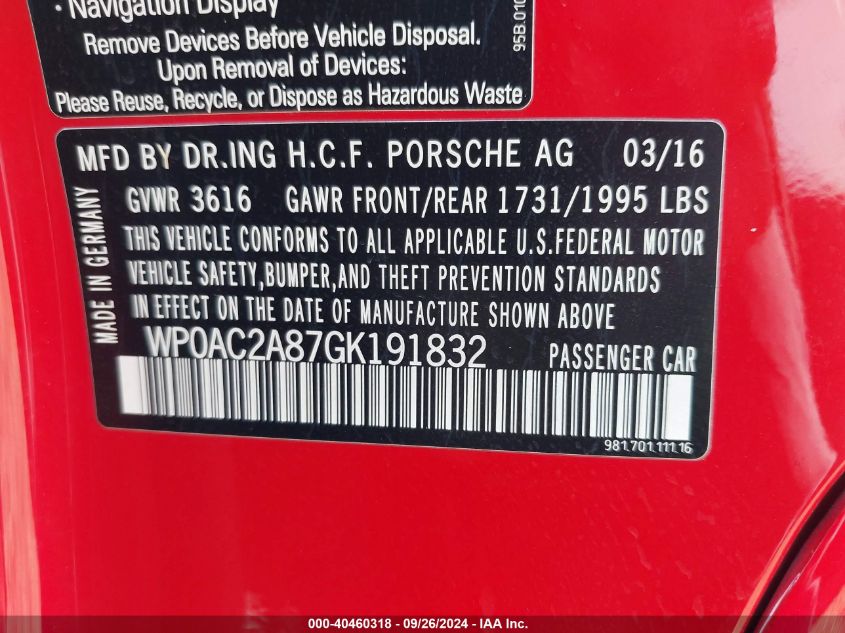 · Navigation Display
Remove Devices Before Vehicle Disposal.
Upon Removal of Devices:
Please Reuse, Recycle, or Dispose as Hazardous Waste
95B.010
MFD BY DR.ING H.C.F. PORSCHE AG 03/16
GVWR 3616 GAWR FRONT/REAR 1731/1995 LBS
THIS VEHICLE CONFORMS TO ALL APPLICABLE U.S.FEDERAL MOTOR
VEHICLE SAFETY,BUMPER,AND THEFT PREVENTION STANDARDS
IN EFFECT ON THE DATE OF MANUFACTURE SHOWN ABOVE
MADE IN GERMANY
WP0AC2A87GK191832 PASSENGER CAR
981.701.111.16
000-40460318 - 09/26/2024 - IAA Inc.